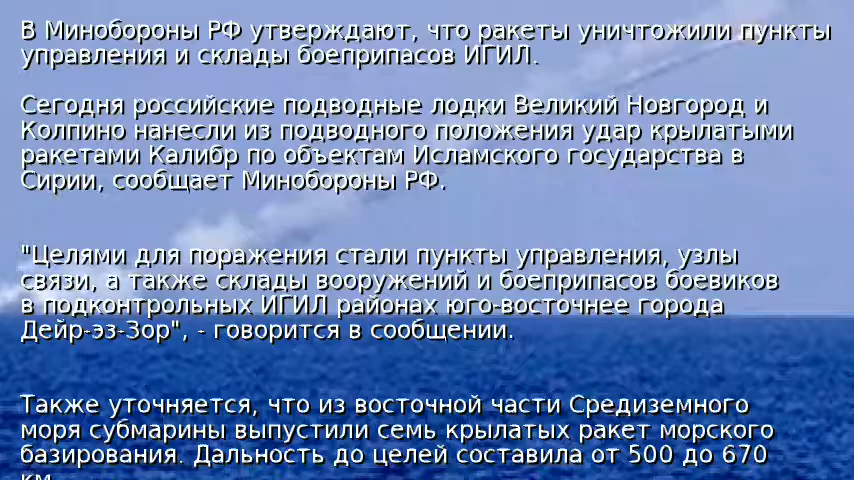 В Минобороны РФ утверждают, что ракеты уничтожили пункты
управления и склады боеприпасов ИГИЛ.
Сегодня российские подводные лодки Великий Новгород и
Колпино нанесли из подводного положения удар крылатыми
ракетами Калибр по объектам Исламского государства в
Сирии, сообщает Минобороны РФ.
"Целями для поражения стали пункты управления, узлы
связи, а также склады вооружений и боеприпасов боевиков
в подконтрольных ИГИЛ районах юго-восточнее города
Дейр-эз-Зор", - говорится в сообщении.
Также уточняется, что из восточной части Средиземного
моря субмарины выпустили семь крылатых ракет морского
базирования. Дальность до целей составила от 500 до 670
км